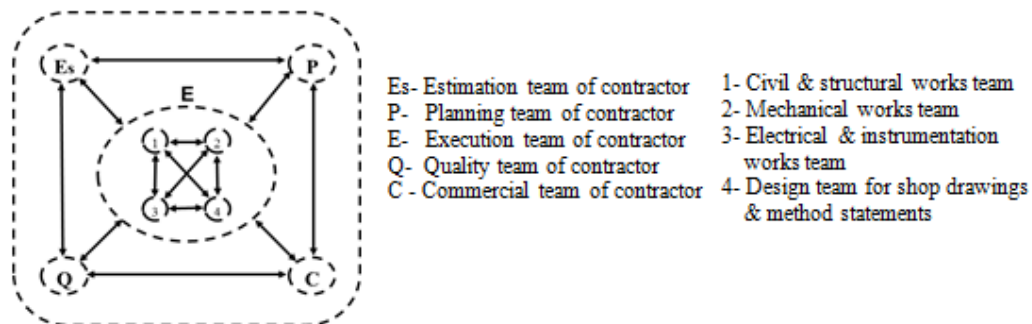 Es
P
E
1
2
3
4
Q
C
Es- Estimation team of contractor
P- Planning team of contractor
E- Execution team of contractor
Q- Quality team of contractor
C - Commercial team of contractor
1- Civil & structural works team
2- Mechanical works team
3- Electrical & instrumentation
works team
4- Design team for shop drawings
& method statements